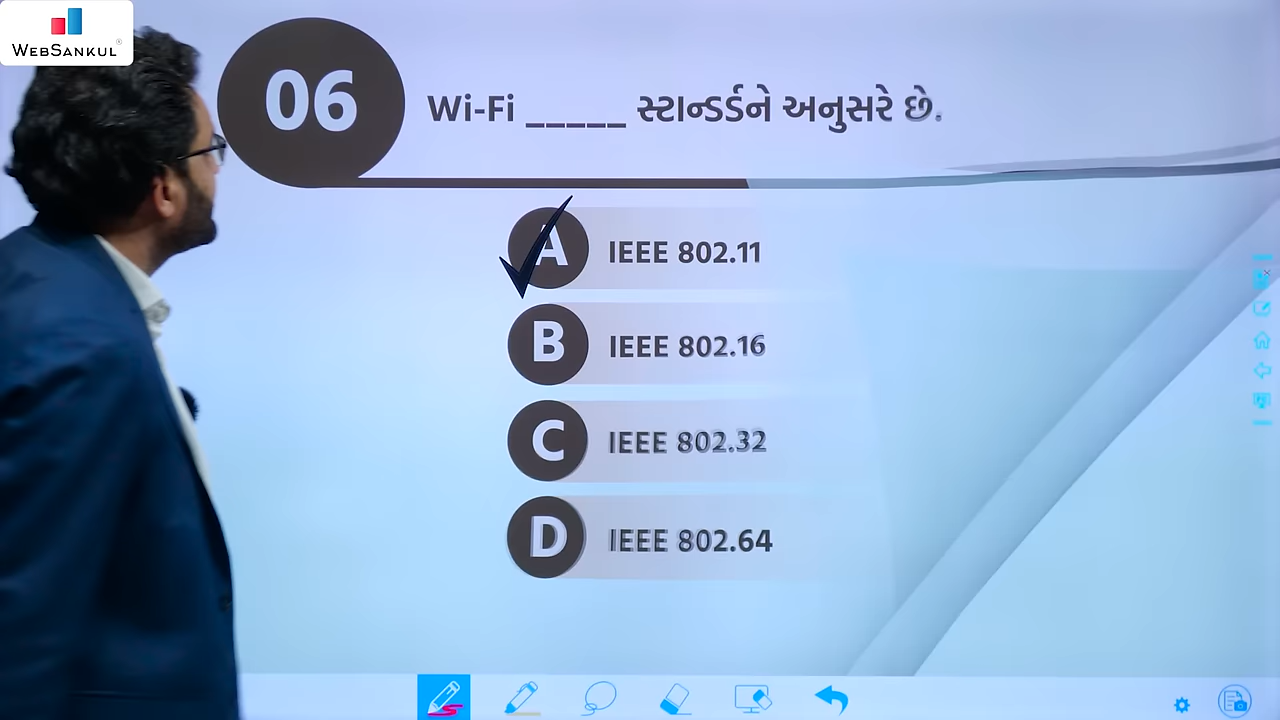 WEBSANKUL
06
Wi-Fi _____ સ્ટાન્ડર્ડને અનુસરે છે.
A IEEE 802.11
B IEEE 802.16
C IEEE 802.32
D IEEE 802.64